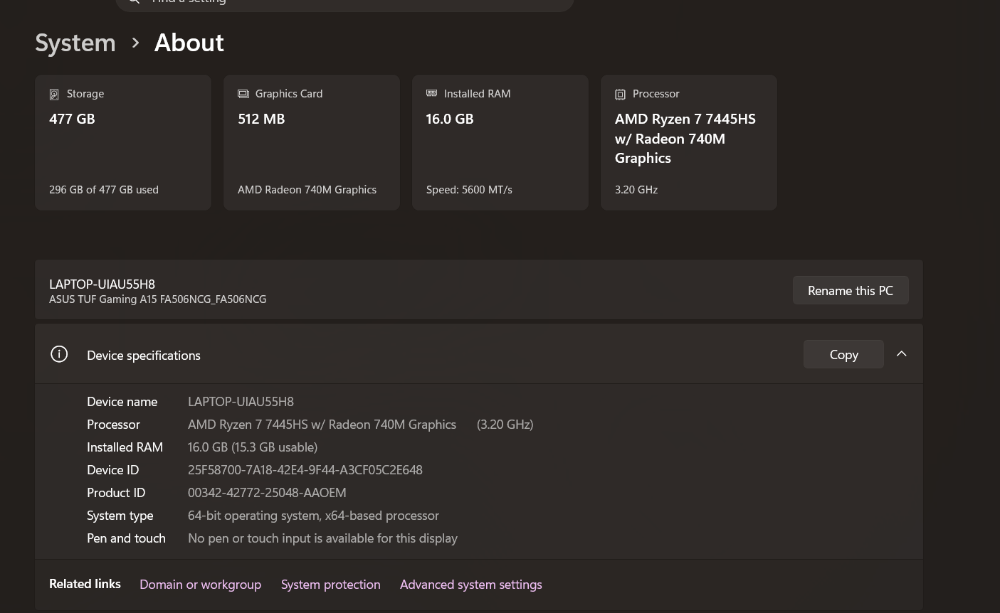 Find a setting
System > About
Storage
477 GB
296 GB of 477 GB used
Graphics Card
512 MB
AMD Radeon 740M Graphics
Installed RAM
16.0 GB
Speed: 5600 MT/s
Processor
AMD Ryzen 7 7445HS
w/ Radeon 740M
Graphics
3.20 GHz
LAPTOP-UIAU55H8
ASUS TUF Gaming A15 FA506NCG_FA506NCG
Rename this PC
Device specifications
Copy
Device name LAPTOP-UIAU55H8
Processor AMD Ryzen 7 7445HS w/ Radeon 740M Graphics (3.20 GHz)
Installed RAM 16.0 GB (15.3 GB usable)
Device ID 25F58700-7A18-42E4-9F44-A3CF05C2E648
Product ID 00342-42772-25048-AAOEM
System type 64-bit operating system, x64-based processor
Pen and touch No pen or touch input is available for this display
Related links Domain or workgroup System protection Advanced system settings